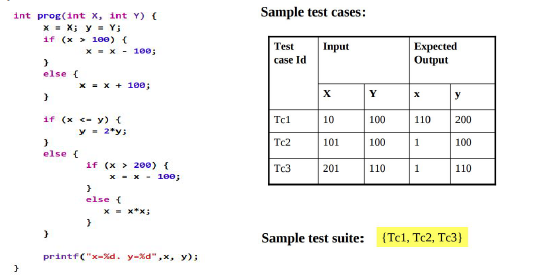 int prog(int X, int Y) {
x = X; y = Y;
if (x > 100) {
x = x - 100;
}
else {
x = x + 100;
}
if (x <= y) {
y = 2*y;
}
else {
if (x > 200) {
x = x - 100;
}
else {
x = x*x;
}
}
printf("x=%d. y=%d",x, y);
}
Sample test cases:
Test case Id Input Expected Output
X Y x y
Tc1 10 100 110 200
Tc2 101 100 1 100
Tc3 201 110 1 110
Sample test suite: {Tc1, Tc2, Tc3}